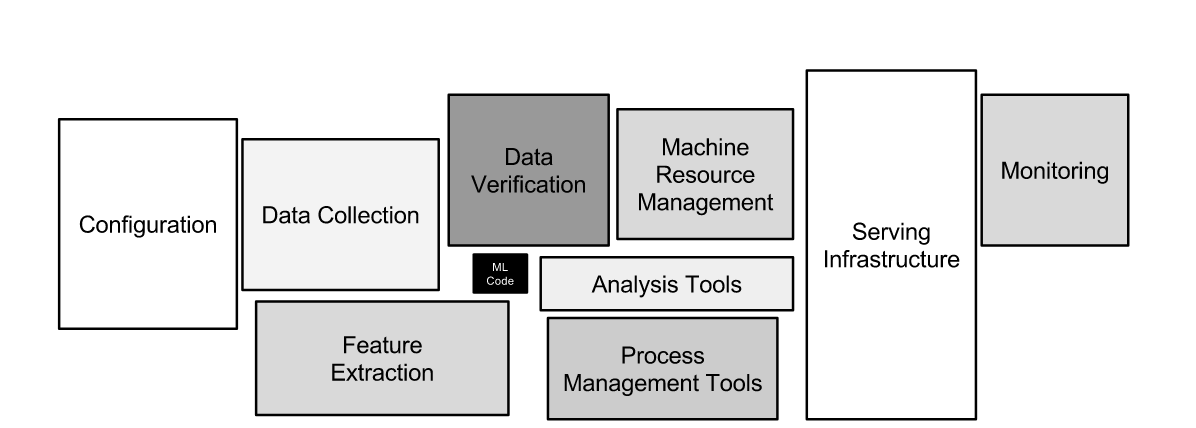 Configuration
Data Collection
Data
Verification
Machine
Resource
Management
Serving
Infrastructure
Monitoring
ML
Code
Analysis Tools
Feature
Extraction
Process
Management Tools